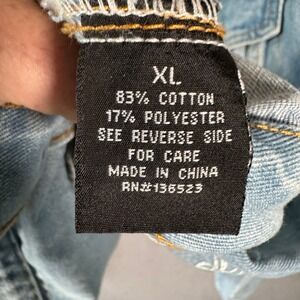 XL
83% COTTON
17% POLYESTER
SEE REVERSE SIDE
FOR CARE
MADE IN CHINA
RN#136523